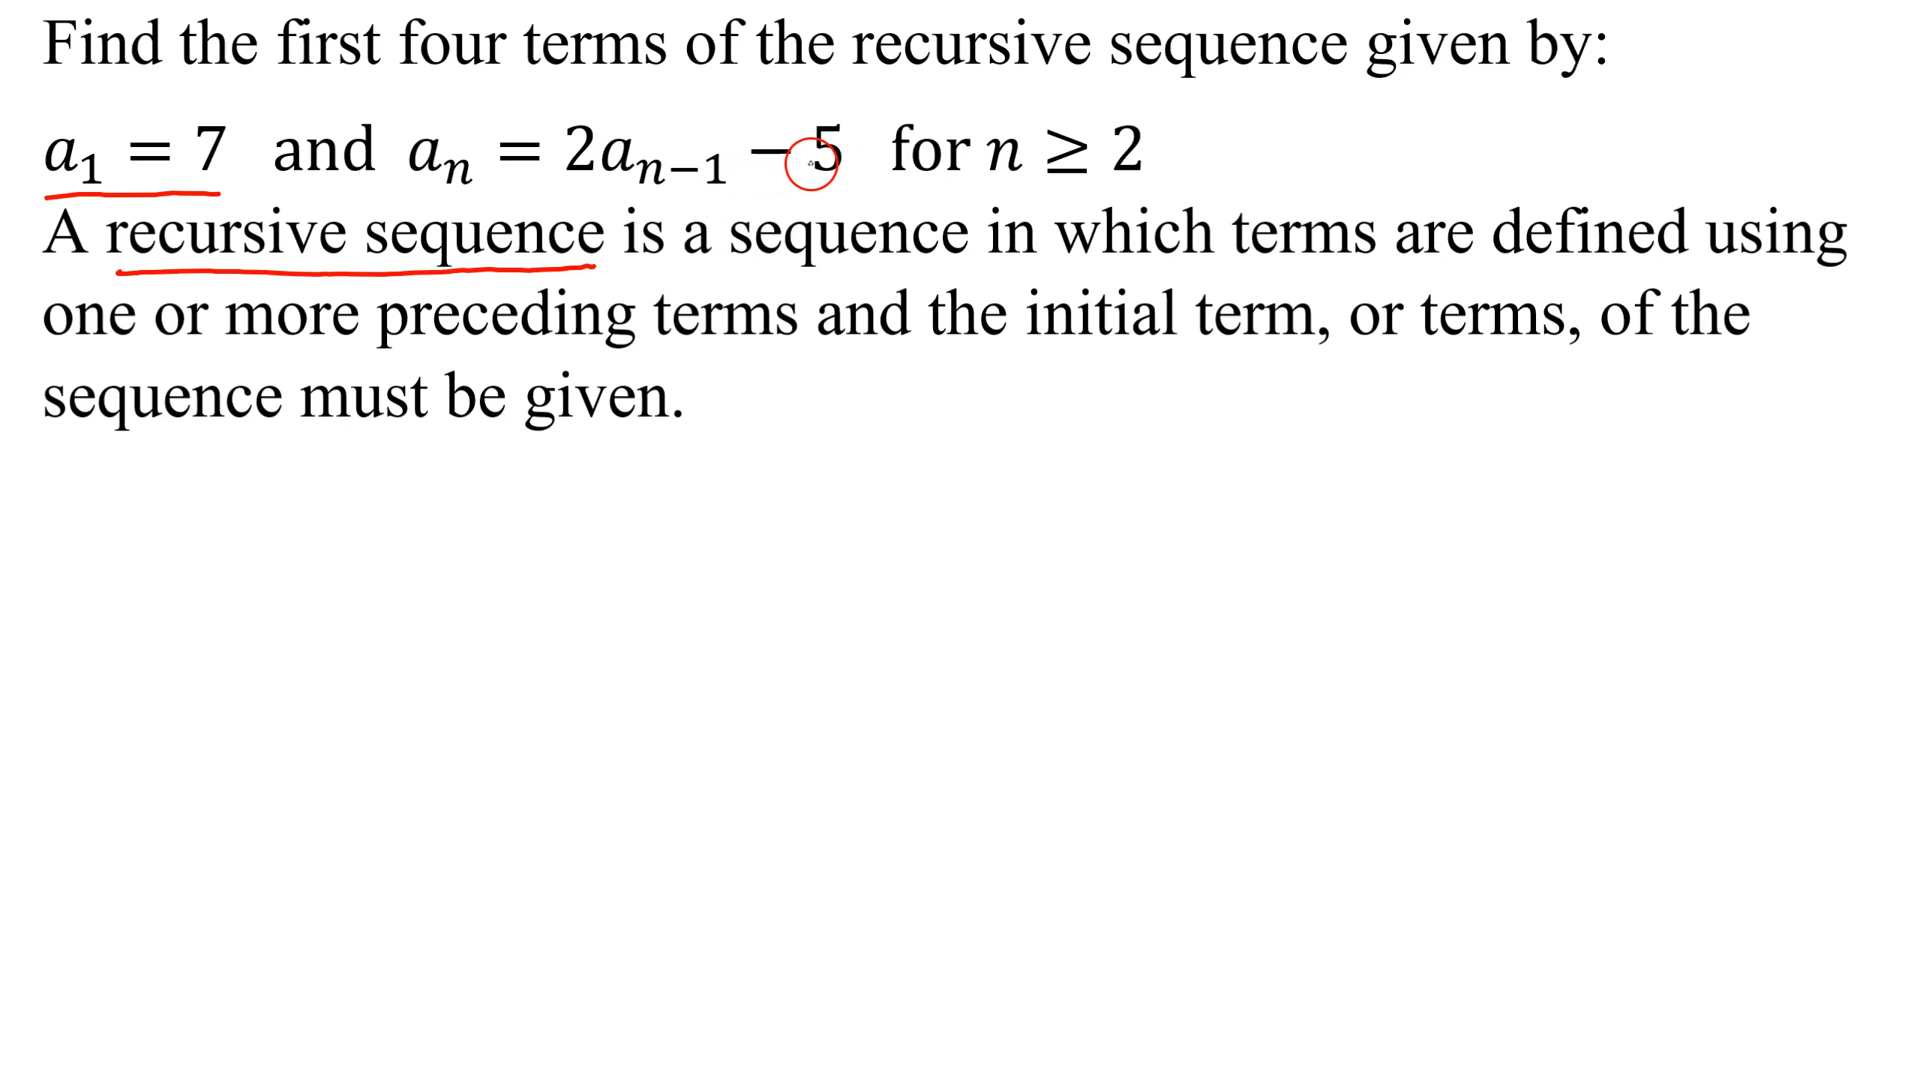 Find the first four terms of the recursive sequence given by:
a₁ = 7 and aₙ = 2aₙ₋₁ − 5 for n ≥ 2
A recursive sequence is a sequence in which terms are defined using
one or more preceding terms and the initial term, or terms, of the
sequence must be given.